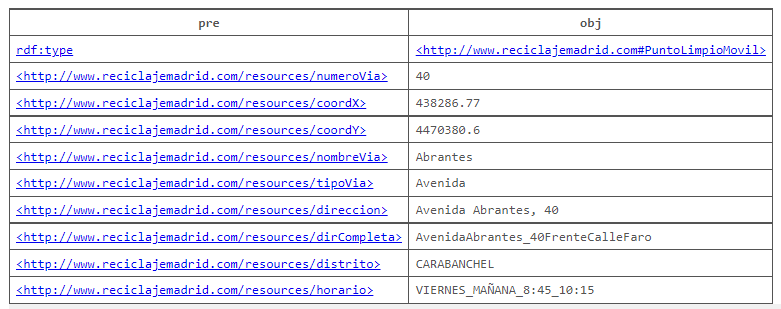 pre obj
rdf:type <http://www.reciclajemadrid.com#PuntoLimpioMovil>
<http://www.reciclajemadrid.com/resources/numeroVia> 40
<http://www.reciclajemadrid.com/resources/coordX> 438286.77
<http://www.reciclajemadrid.com/resources/coordY> 4470380.6
<http://www.reciclajemadrid.com/resources/nombreVia> Abrantes
<http://www.reciclajemadrid.com/resources/tipoVia> Avenida
<http://www.reciclajemadrid.com/resources/direccion> Avenida Abrantes, 40
<http://www.reciclajemadrid.com/resources/dirCompleta> AvenidaAbrantes_40FrenteCalleFaro
<http://www.reciclajemadrid.com/resources/distrito> CARABANCHEL
<http://www.reciclajemadrid.com/resources/horario> VIERNES_MAÑANA_8:45_10:15